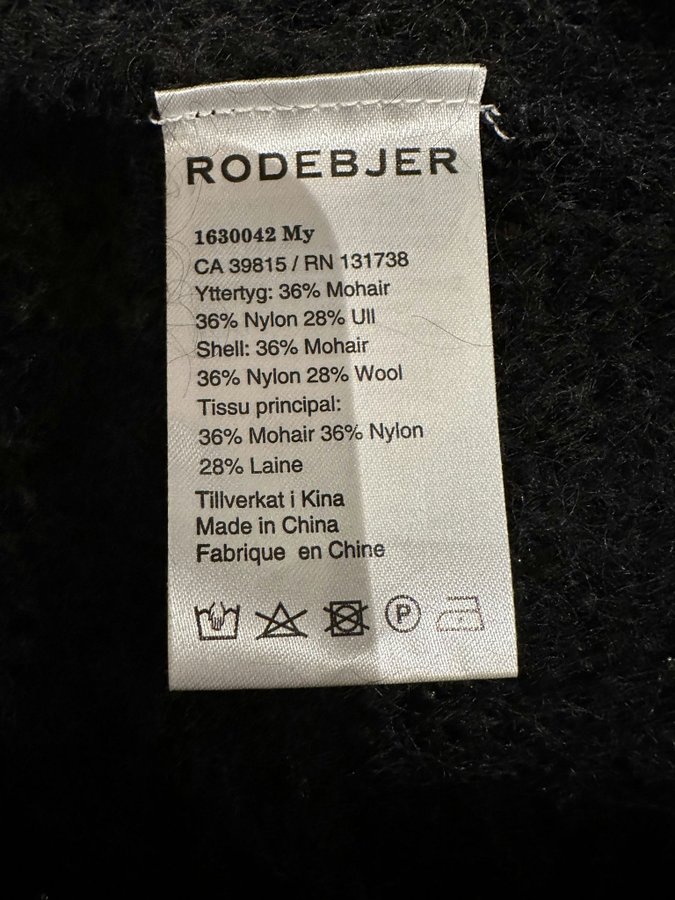 RODEBJER
1630042 My
CA 39815 / RN 131738
Yttertyg: 36% Mohair
36% Nylon 28% Ull
Shell: 36% Mohair
36% Nylon 28% Wool
Tissu principal:
36% Mohair 36% Nylon
28% Laine
Tillverkat i Kina
Made in China
Fabrique en Chine
P